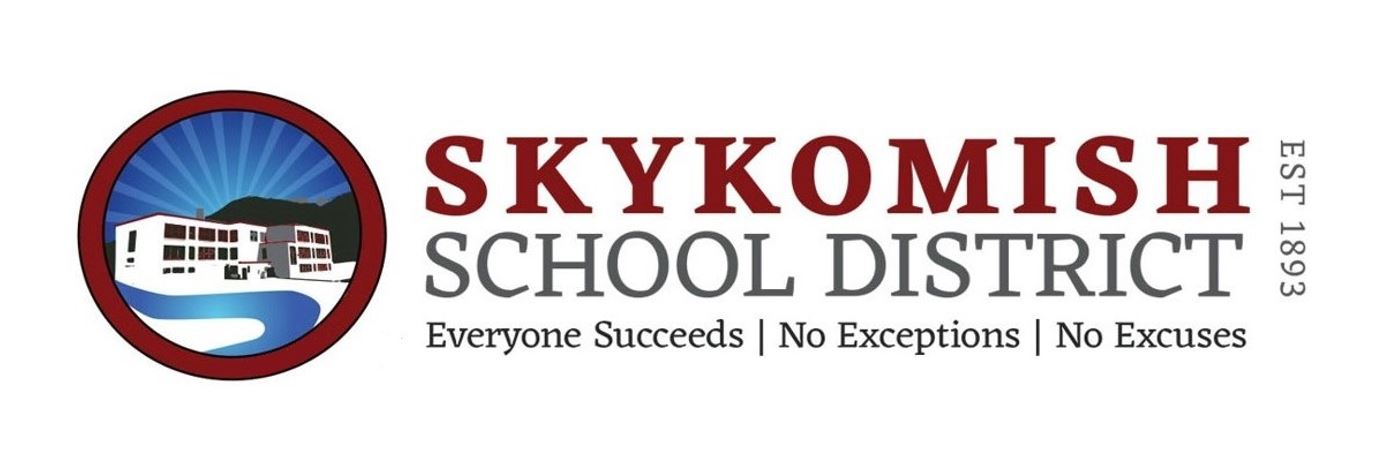 SKYKOMISH
SCHOOL DISTRICT
Everyone Succeeds | No Exceptions | No Excuses
EST 1893